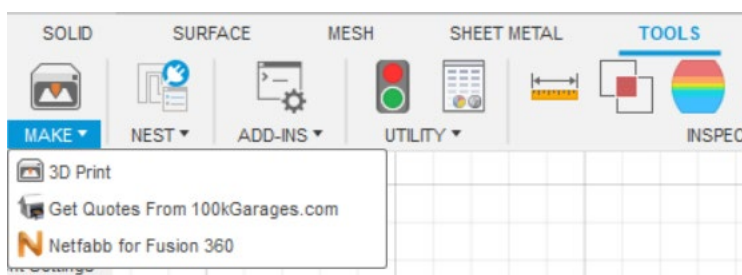 SOLID SURFACE MESH SHEET METAL TOOLS
MAKE NEST ADD-INS UTILITY INSPEC
3D Print
Get Quotes From 100kGarages.com
Netfabb for Fusion 360